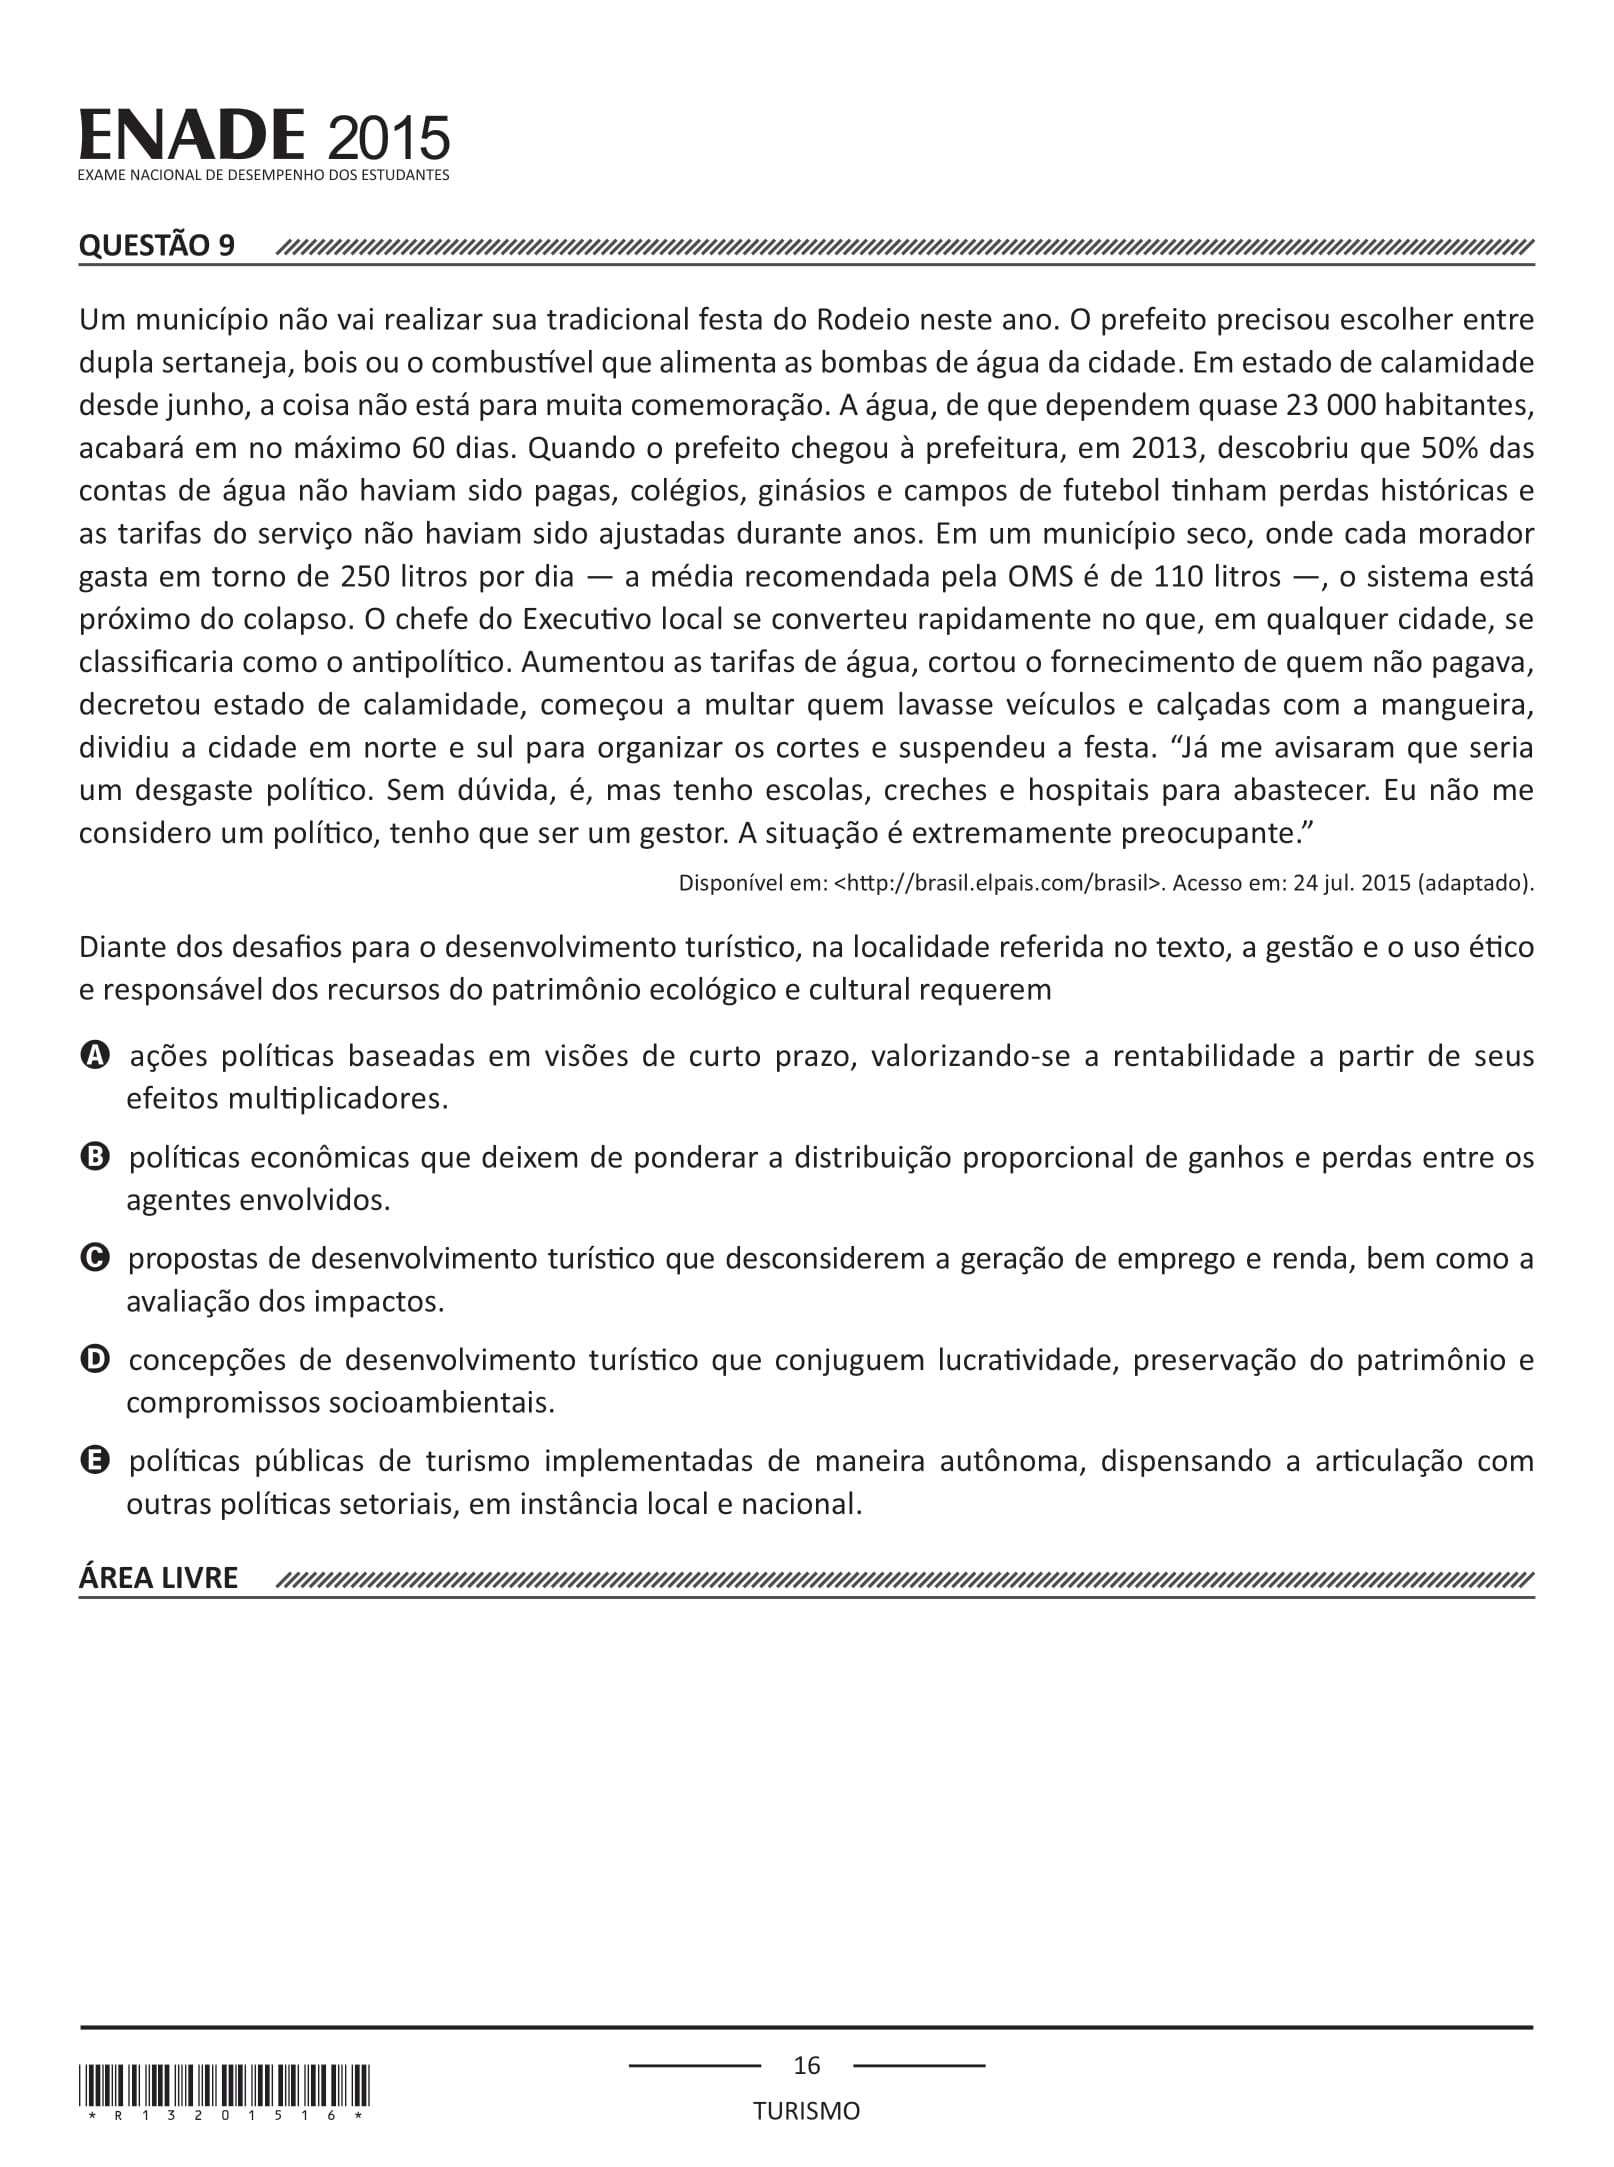 ENADE 2015
EXAME NACIONAL DE DESEMPENHO DOS ESTUDANTES
QUESTÃO 9
Um município não vai realizar sua tradicional festa do Rodeio neste ano. O prefeito precisou escolher entre
dupla sertaneja, bois ou o combustível que alimenta as bombas de água da cidade. Em estado de calamidade
desde junho, a coisa não está para muita comemoração. A água, de que dependem quase 23 000 habitantes,
acabará em no máximo 60 dias. Quando o prefeito chegou à prefeitura, em 2013, descobriu que 50% das
contas de água não haviam sido pagas, colégios, ginásios e campos de futebol tinham perdas históricas e
as tarifas do serviço não haviam sido ajustadas durante anos. Em um município seco, onde cada morador
gasta em torno de 250 litros por dia — a média recomendada pela OMS é de 110 litros —, o sistema está
próximo do colapso. O chefe do Executivo local se converteu rapidamente no que, em qualquer cidade, se
classificaria como o antipolítico. Aumentou as tarifas de água, cortou o fornecimento de quem não pagava,
decretou estado de calamidade, começou a multar quem lavasse veículos e calçadas com a mangueira,
dividiu a cidade em norte e sul para organizar os cortes e suspendeu a festa. “Já me avisaram que seria
um desgaste político. Sem dúvida, é, mas tenho escolas, creches e hospitais para abastecer. Eu não me
considero um político, tenho que ser um gestor. A situação é extremamente preocupante.”
Disponível em: <http://brasil.elpais.com/brasil>. Acesso em: 24 jul. 2015 (adaptado).
Diante dos desafios para o desenvolvimento turístico, na localidade referida no texto, a gestão e o uso ético
e responsável dos recursos do patrimônio ecológico e cultural requerem
A ações políticas baseadas em visões de curto prazo, valorizando-se a rentabilidade a partir de seus
efeitos multiplicadores.
B políticas econômicas que deixem de ponderar a distribuição proporcional de ganhos e perdas entre os
agentes envolvidos.
C propostas de desenvolvimento turístico que desconsiderem a geração de emprego e renda, bem como a
avaliação dos impactos.
D concepções de desenvolvimento turístico que conjuguem lucratividade, preservação do patrimônio e
compromissos socioambientais.
E políticas públicas de turismo implementadas de maneira autônoma, dispensando a articulação com
outras políticas setoriais, em instância local e nacional.
ÁREA LIVRE
16
TURISMO
* R 1 3 2 0 1 5 1 6 *